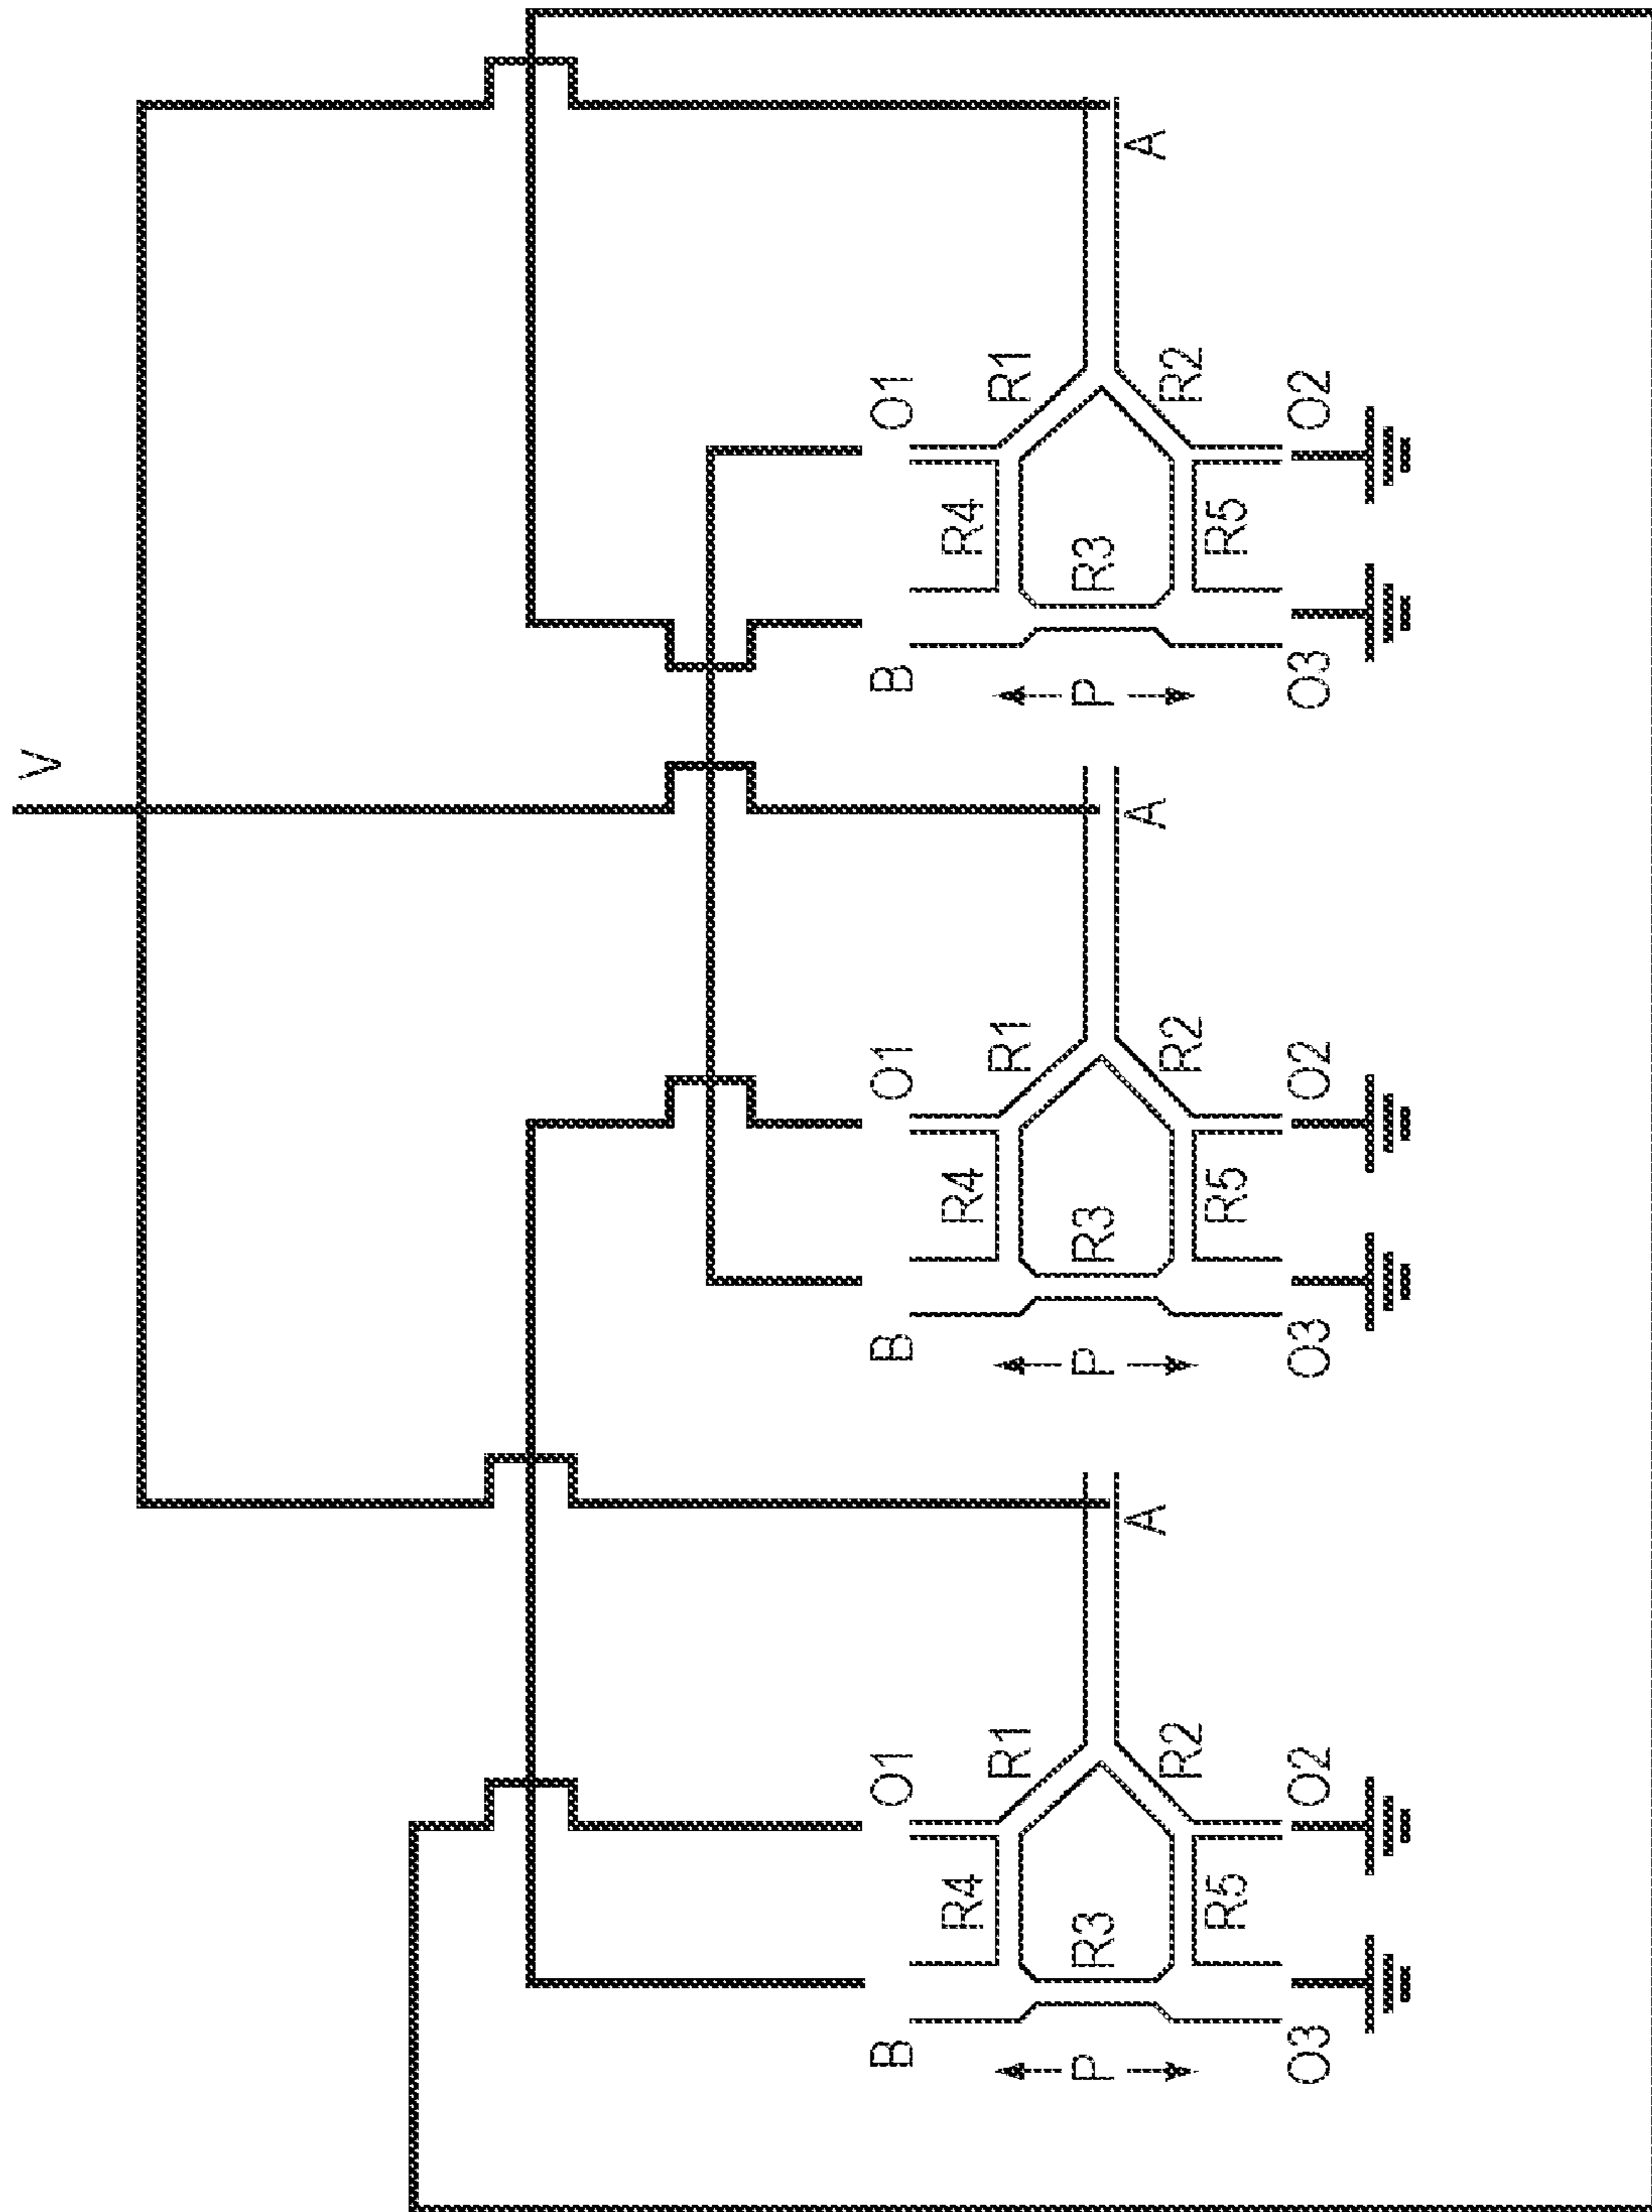 V
B O1 B O1 B O1
R4 R4 R4
R1 R1 R1
P R3 P R3 P R3
A A A
R2 R2 R2
R5 R5 R5
O3 O2 O3 O2 O3 O2